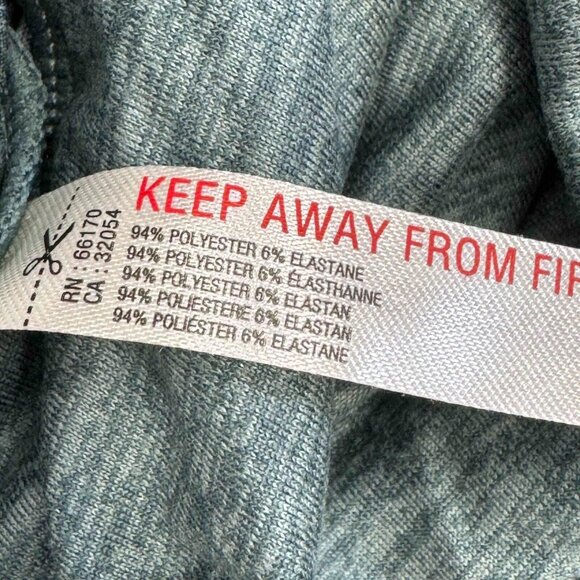 KEEP AWAY FROM FIR
RN : 66170
CA : 32054
94% POLYESTER 6% ELASTANE
94% POLYESTER 6% ÉLASTHANNE
94% POLYESTER 6% ELASTAN
94% POLIESTERE 6% ELASTAN
94% POLIÉSTER 6% ELASTANE